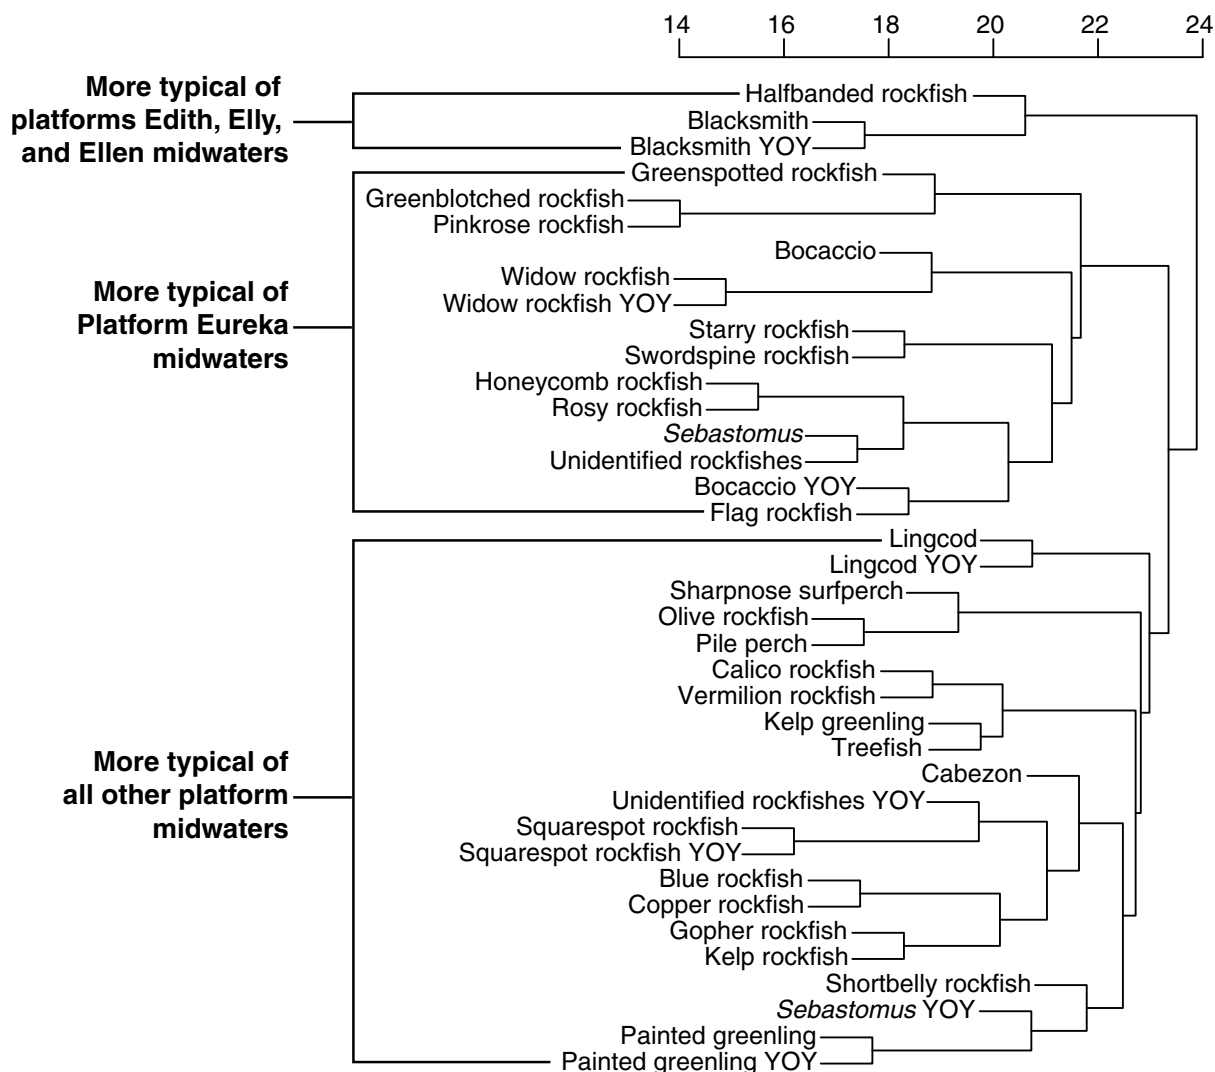 14 16 18 20 22 24
More typical of
platforms Edith, Elly,
and Ellen midwaters
Halfbanded rockfish
Blacksmith
Blacksmith YOY
More typical of
Platform Eureka
midwaters
Greenspotted rockfish
Greenblotched rockfish
Pinkrose rockfish
Bocaccio
Widow rockfish
Widow rockfish YOY
Starry rockfish
Swordspine rockfish
Honeycomb rockfish
Rosy rockfish
Sebastomus
Unidentified rockfishes
Bocaccio YOY
Flag rockfish
More typical of
all other platform
midwaters
Lingcod
Lingcod YOY
Sharpnose surfperch
Olive rockfish
Pile perch
Calico rockfish
Vermilion rockfish
Kelp greenling
Treefish
Cabezon
Unidentified rockfishes YOY
Squarespot rockfish
Squarespot rockfish YOY
Blue rockfish
Copper rockfish
Gopher rockfish
Kelp rockfish
Shortbelly rockfish
Sebastomus YOY
Painted greenling
Painted greenling YOY